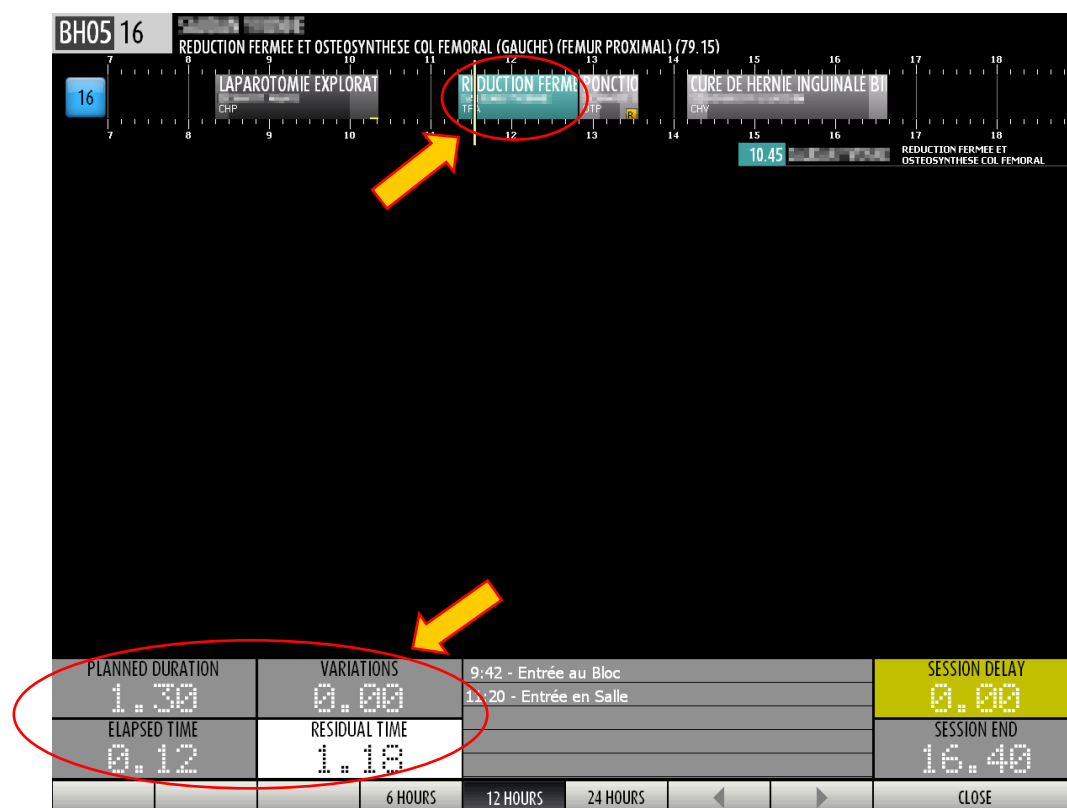 BH05 16
REDUCTION FERMEE ET OSTEOSYNTHESE COL FEMORAL (GAUCHE) (FEMUR PROXIMAL) (79.15)
7 8 9 10 11 12 13 14 15 16 17 18
16
LAPAROTOMIE EXPLORAT
CHP
REDUCTION FERME
PONCTIO
CURE DE HERNIE INGUINALE BI
CHV
7 8 9 10 11 12 13 14 15 16 17 18
10.45
REDUCTION FERMEE ET
OSTEOSYNTHESE COL FEMORAL
PLANNED DURATION
1.30
VARIATIONS
0.00
ELAPSED TIME
0.12
RESIDUAL TIME
1.18
9:42 - Entrée au Bloc
11:20 - Entrée en Salle
SESSION DELAY
0.00
SESSION END
16.40
6 HOURS 12 HOURS 24 HOURS CLOSE